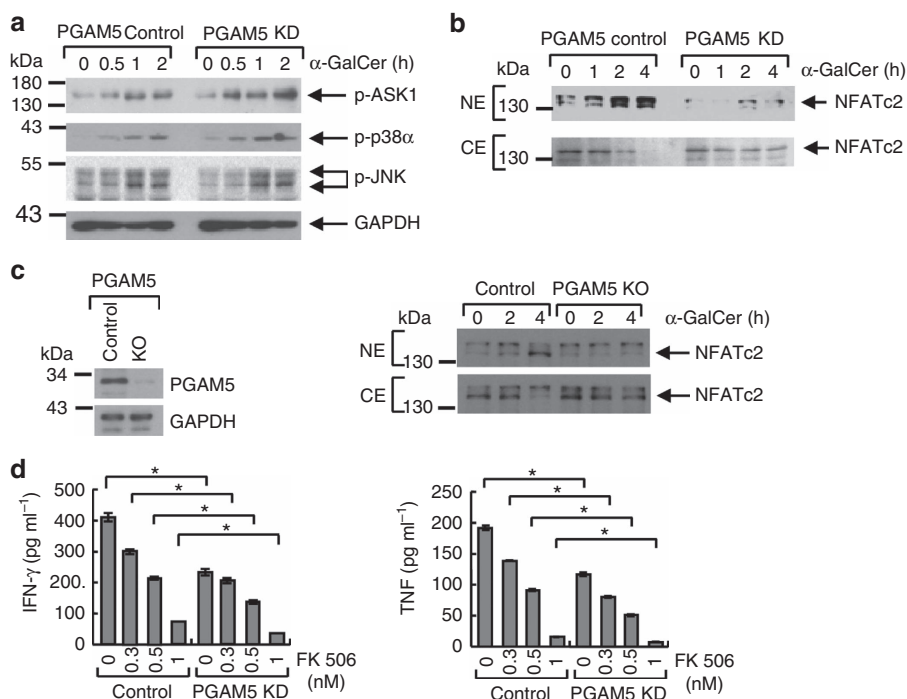 a
PGAM5 Control PGAM5 KD
kDa 0 0.5 1 2 0 0.5 1 2 α-GalCer (h)
180
130
p-ASK1
43
p-p38α
55
p-JNK
43
GAPDH
b
PGAM5 control PGAM5 KD
kDa 0 1 2 4 0 1 2 4 α-GalCer (h)
NE 130 NFATc2
CE 130 NFATc2
c
PGAM5
Control KO
kDa
34
PGAM5
43
GAPDH
Control PGAM5 KO
kDa 0 2 4 0 2 4 α-GalCer (h)
NE 130 NFATc2
CE 130 NFATc2
d
IFN-γ (pg ml⁻¹)
500
400
300
200
100
0
* * * *
0 0.3 0.5 1 0 0.3 0.5 1 FK 506
(nM)
Control PGAM5 KD
TNF (pg ml⁻¹)
250
200
150
100
50
0
* * * *
0 0.3 0.5 1 0 0.3 0.5 1 FK 506
(nM)
Control PGAM5 KD